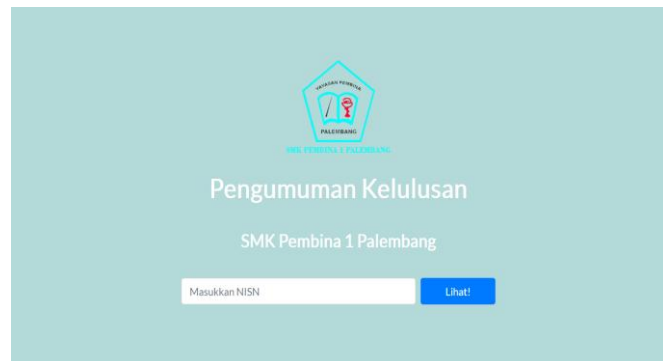 YAYASAN PEMBINA
PALEMBANG
SMK PEMBINA 1 PALEMBANG
Pengumuman Kelulusan
SMK Pembina 1 Palembang
Masukkan NISN
Lihat!